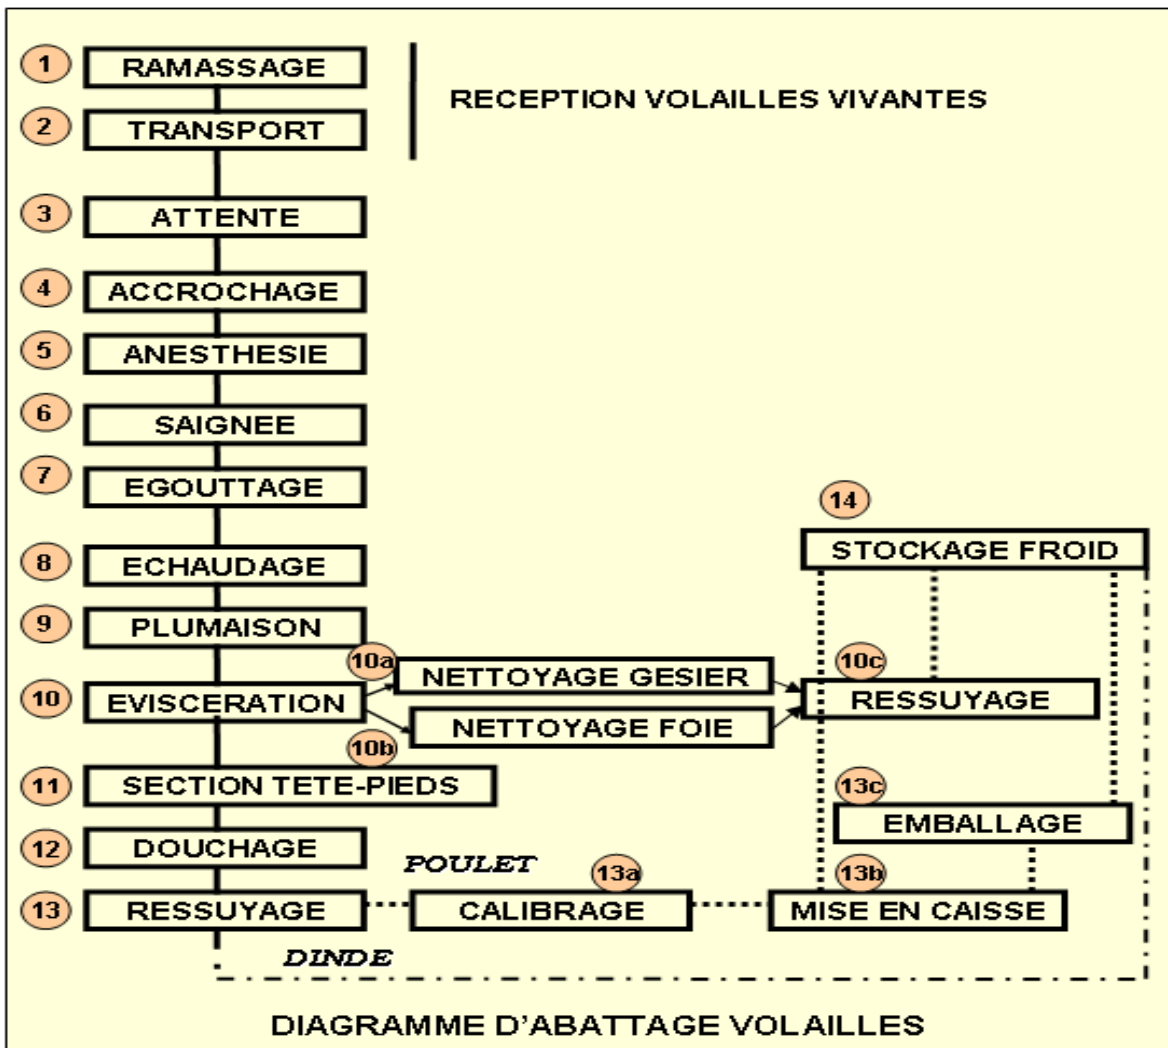 1 RAMASSAGE
RECEPTION VOLAILLES VIVANTES
2 TRANSPORT
3 ATTENTE
4 ACCROCHAGE
5 ANESTHESIE
6 SAIGNEE
7 EGOUTTAGE
14
STOCKAGE FROID
8 ECHAUDAGE
9 PLUMAISON
10a NETTOYAGE GESIER
10c RESSUYAGE
10 EVISCERATION
NETTOYAGE FOIE
10b
11 SECTION TETE-PIEDS
13c
EMBALLAGE
12 DOUCHAGE
POULET
13a
13b
13 RESSUYAGE
CALIBRAGE
MISE EN CAISSE
DINDE
DIAGRAMME D'ABATTAGE VOLAILLES